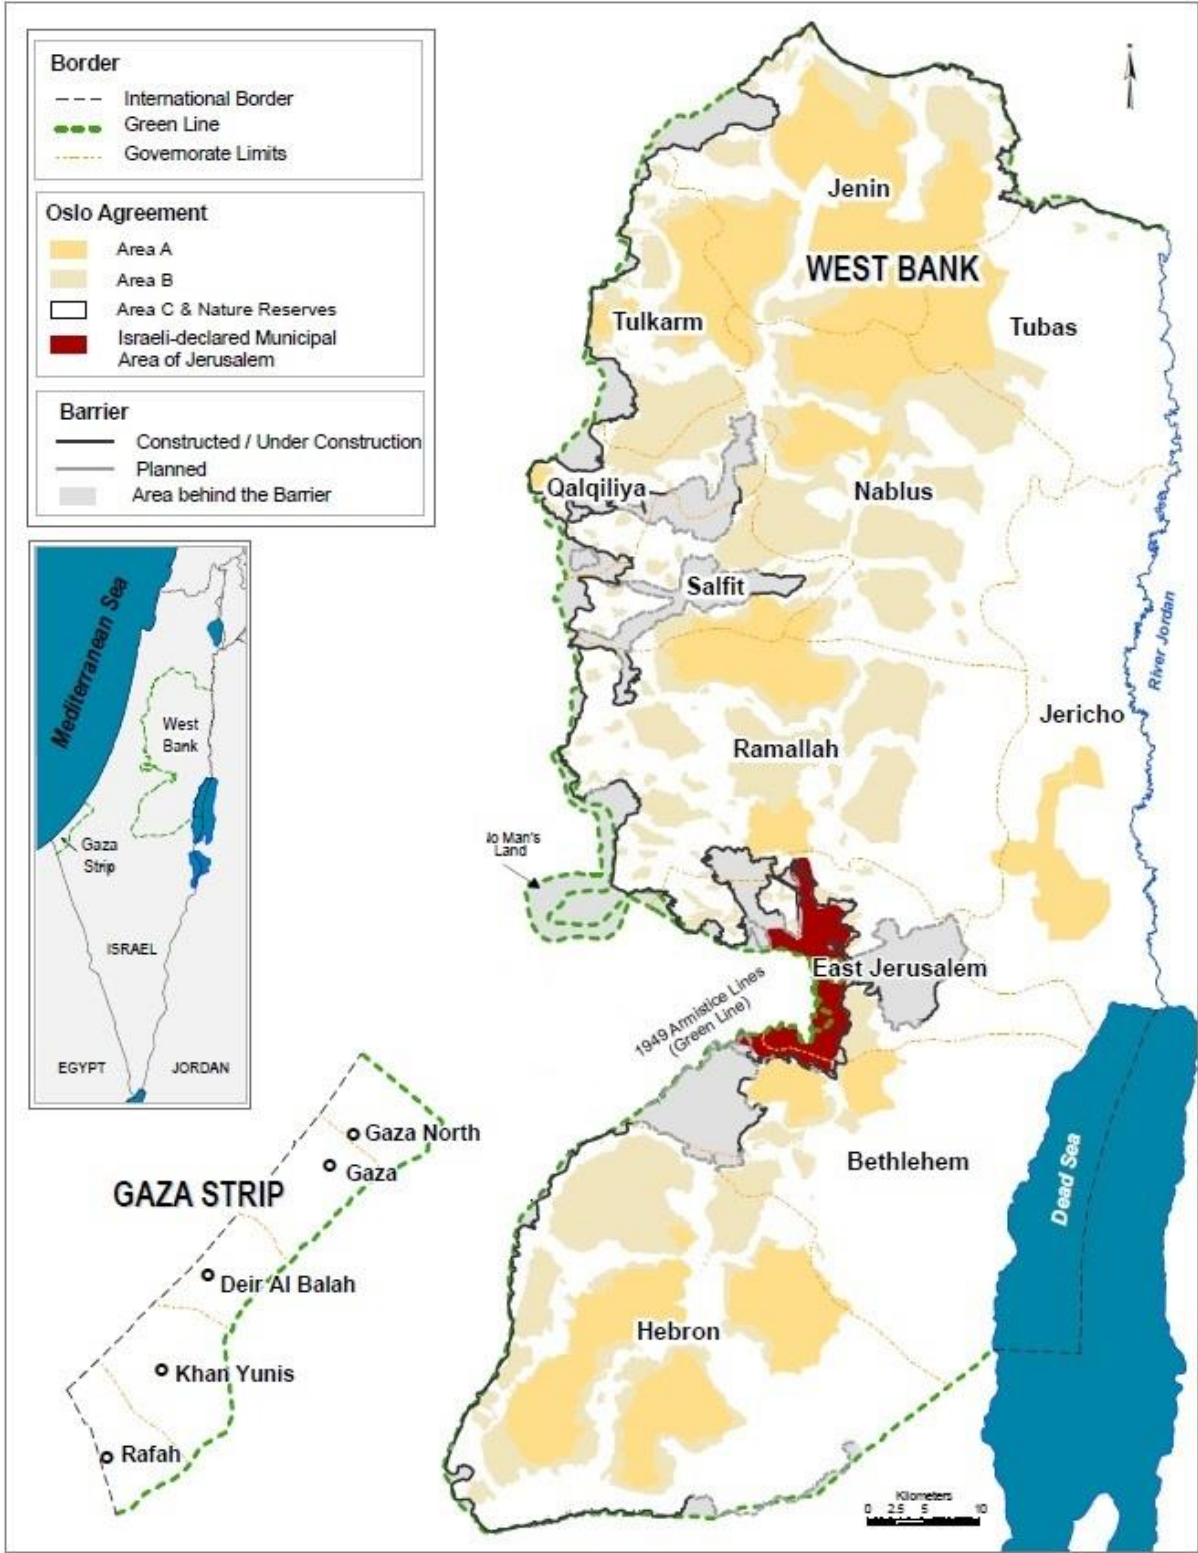 Border
International Border
Green Line
Governorate Limits
Oslo Agreement
Area A
Area B
Area C & Nature Reserves
Israeli-declared Municipal
Area of Jerusalem
Barrier
Constructed / Under Construction
Planned
Area behind the Barrier
Mediterranean Sea
West
Bank
Gaza
Strip
ISRAEL
EGYPT
JORDAN
Jenin
WEST BANK
Tulkarm
Tubas
Qalqiliya
Nablus
Salfit
River Jordan
Jericho
Ramallah
lo Man's
Land
East Jerusalem
1949 Armistice Lines
(Green Line)
Bethlehem
Dead Sea
Hebron
GAZA STRIP
Gaza North
Gaza
Deir Al Balah
Khan Yunis
Rafah
Kilometers
0 2.5 5 10